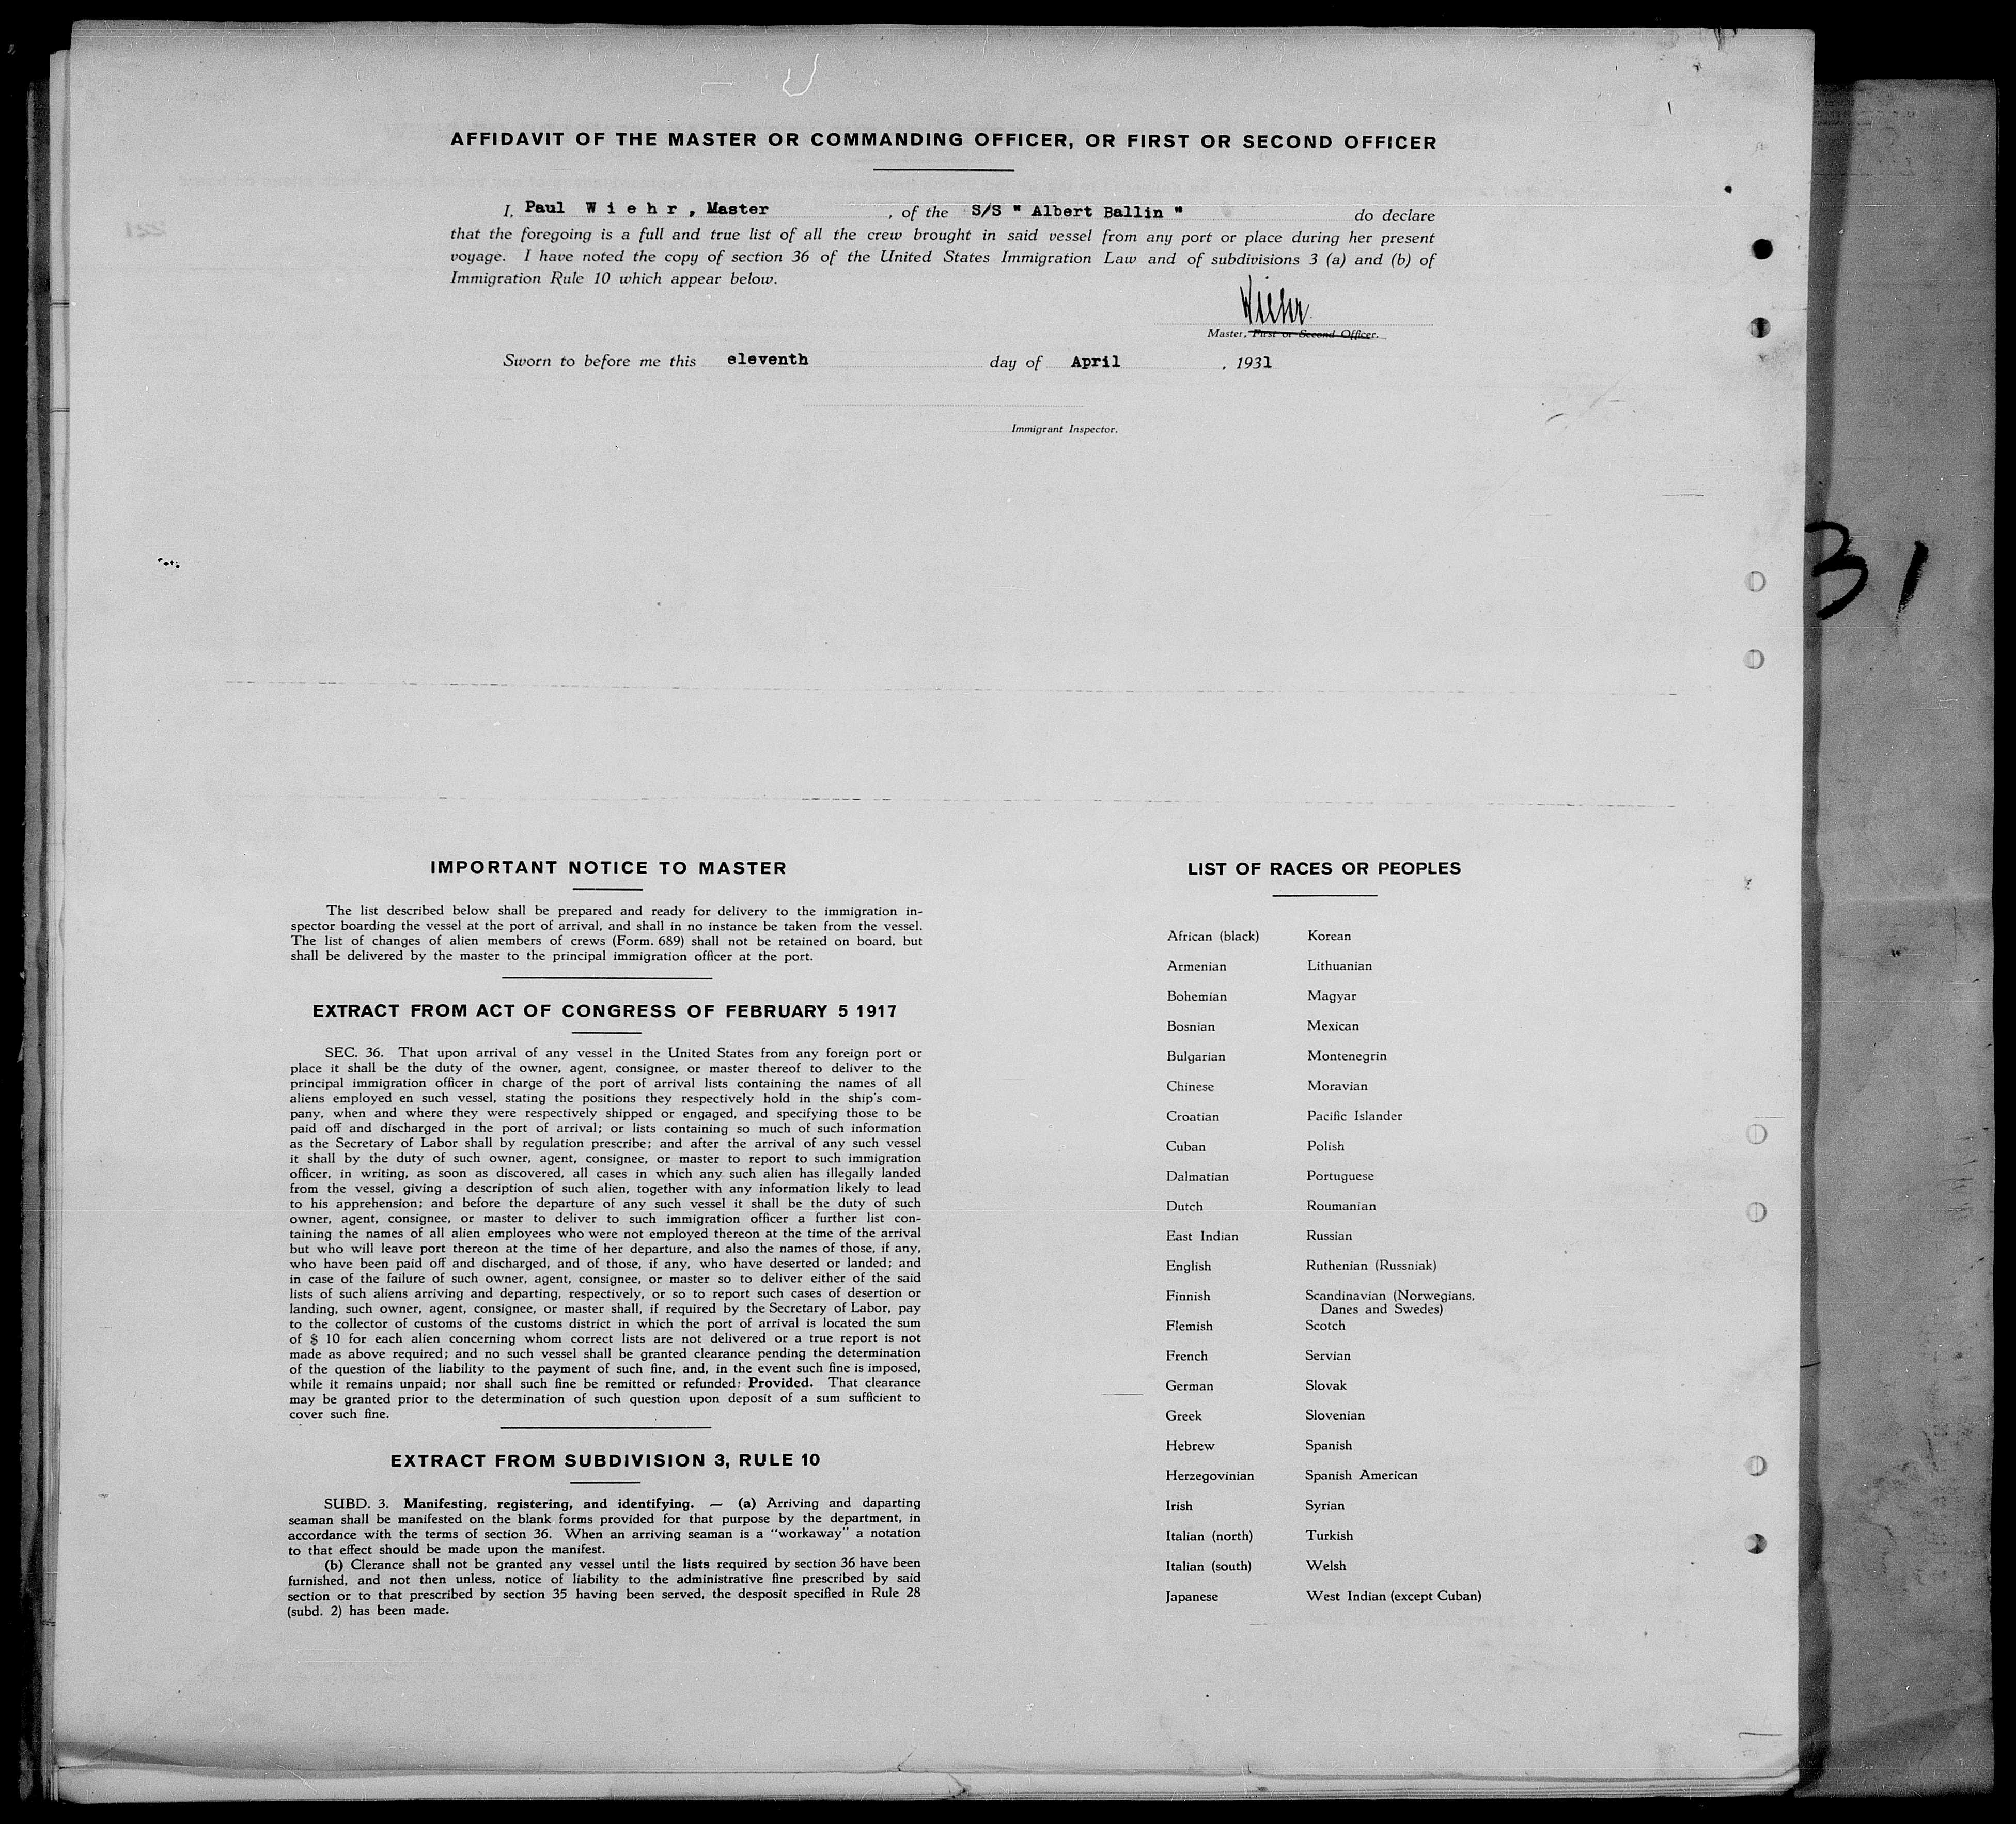 AFFIDAVIT OF THE MASTER OR COMMANDING OFFICER, OR FIRST OR SECOND OFFICER
I, Paul W i e h r , Master , of the S/S " Albert Ballin " do declare
that the foregoing is a full and true list of all the crew brought in said vessel from any port or place during her present
voyage. I have noted the copy of section 36 of the United States Immigration Law and of subdivisions 3 (a) and (b) of
Immigration Rule 10 which appear below.
Wiehr
Master, First or Second Officer.
Sworn to before me this eleventh day of April , 1931
Immigrant Inspector.
31
IMPORTANT NOTICE TO MASTER
The list described below shall be prepared and ready for delivery to the immigration in-
spector boarding the vessel at the port of arrival, and shall in no instance be taken from the vessel.
The list of changes of alien members of crews (Form. 689) shall not be retained on board, but
shall be delivered by the master to the principal immigration officer at the port.
EXTRACT FROM ACT OF CONGRESS OF FEBRUARY 5 1917
SEC. 36. That upon arrival of any vessel in the United States from any foreign port or
place it shall be the duty of the owner, agent, consignee, or master thereof to deliver to the
principal immigration officer in charge of the port of arrival lists containing the names of all
aliens employed en such vessel, stating the positions they respectively hold in the ship's com-
pany, when and where they were respectively shipped or engaged, and specifying those to be
paid off and discharged in the port of arrival; or lists containing so much of such information
as the Secretary of Labor shall by regulation prescribe; and after the arrival of any such vessel
it shall by the duty of such owner, agent, consignee, or master to report to such immigration
officer, in writing, as soon as discovered, all cases in which any such alien has illegally landed
from the vessel, giving a description of such alien, together with any information likely to lead
to his apprehension; and before the departure of any such vessel it shall be the duty of such
owner, agent, consignee, or master to deliver to such immigration officer a further list con-
taining the names of all alien employees who were not employed thereon at the time of the arrival
but who will leave port thereon at the time of her departure, and also the names of those, if any,
who have been paid off and discharged, and of those, if any, who have deserted or landed; and
in case of the failure of such owner, agent, consignee, or master so to deliver either of the said
lists of such aliens arriving and departing, respectively, or so to report such cases of desertion or
landing, such owner, agent, consignee, or master shall, if required by the Secretary of Labor, pay
to the collector of customs of the customs district in which the port of arrival is located the sum
of $ 10 for each alien concerning whom correct lists are not delivered or a true report is not
made as above required; and no such vessel shall be granted clearance pending the determination
of the question of the liability to the payment of such fine, and, in the event such fine is imposed,
while it remains unpaid; nor shall such fine be remitted or refunded: Provided. That clearance
may be granted prior to the determination of such question upon deposit of a sum sufficient to
cover such fine.
EXTRACT FROM SUBDIVISION 3, RULE 10
SUBD. 3. Manifesting, registering, and identifying. — (a) Arriving and daparting
seaman shall be manifested on the blank forms provided for that purpose by the department, in
accordance with the terms of section 36. When an arriving seaman is a "workaway" a notation
to that effect should be made upon the manifest.
(b) Clerance shall not be granted any vessel until the lists required by section 36 have been
furnished, and not then unless, notice of liability to the administrative fine prescribed by said
section or to that prescribed by section 35 having been served, the desposit specified in Rule 28
(subd. 2) has been made.
LIST OF RACES OR PEOPLES
African (black) Korean
Armenian Lithuanian
Bohemian Magyar
Bosnian Mexican
Bulgarian Montenegrin
Chinese Moravian
Croatian Pacific Islander
Cuban Polish
Dalmatian Portuguese
Dutch Roumanian
East Indian Russian
English Ruthenian (Russniak)
Finnish Scandinavian (Norwegians,
Danes and Swedes)
Flemish Scotch
French Servian
German Slovak
Greek Slovenian
Hebrew Spanish
Herzegovinian Spanish American
Irish Syrian
Italian (north) Turkish
Italian (south) Welsh
Japanese West Indian (except Cuban)